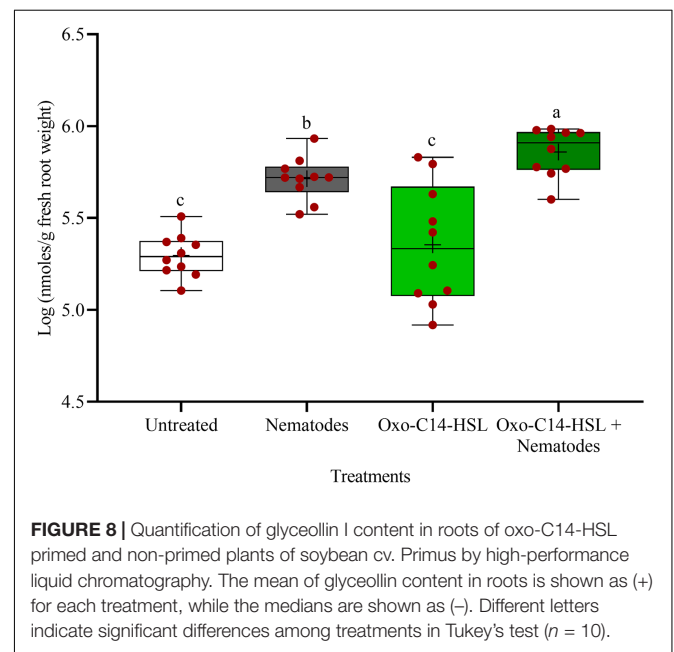 6.5
6.0
5.5
5.0
4.5
Log (nmoles/g fresh root weight)
c
b
c
a
Untreated
Nematodes
Oxo-C14-HSL
Oxo-C14-HSL +
Nematodes
Treatments
FIGURE 8 | Quantification of glyceollin I content in roots of oxo-C14-HSL
primed and non-primed plants of soybean cv. Primus by high-performance
liquid chromatography. The mean of glyceollin content in roots is shown as (+)
for each treatment, while the medians are shown as (–). Different letters
indicate significant differences among treatments in Tukey’s test (n = 10).